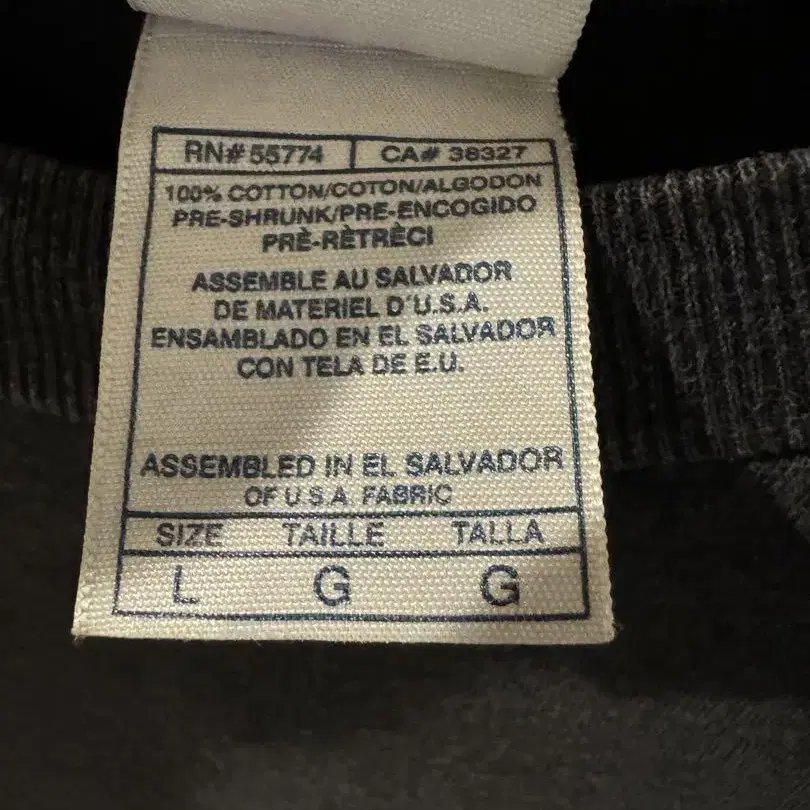 RN# 55774 CA# 38327
100% COTTON/COTON/ALGODON
PRE-SHRUNK/PRE-ENCOGIDO
PRÈ-RÈTRÈCI
ASSEMBLE AU SALVADOR
DE MATERIEL D'U.S.A.
ENSAMBLADO EN EL SALVADOR
CON TELA DE E.U.
ASSEMBLED IN EL SALVADOR
OF U.S.A. FABRIC
SIZE TAILLE TALLA
L G G